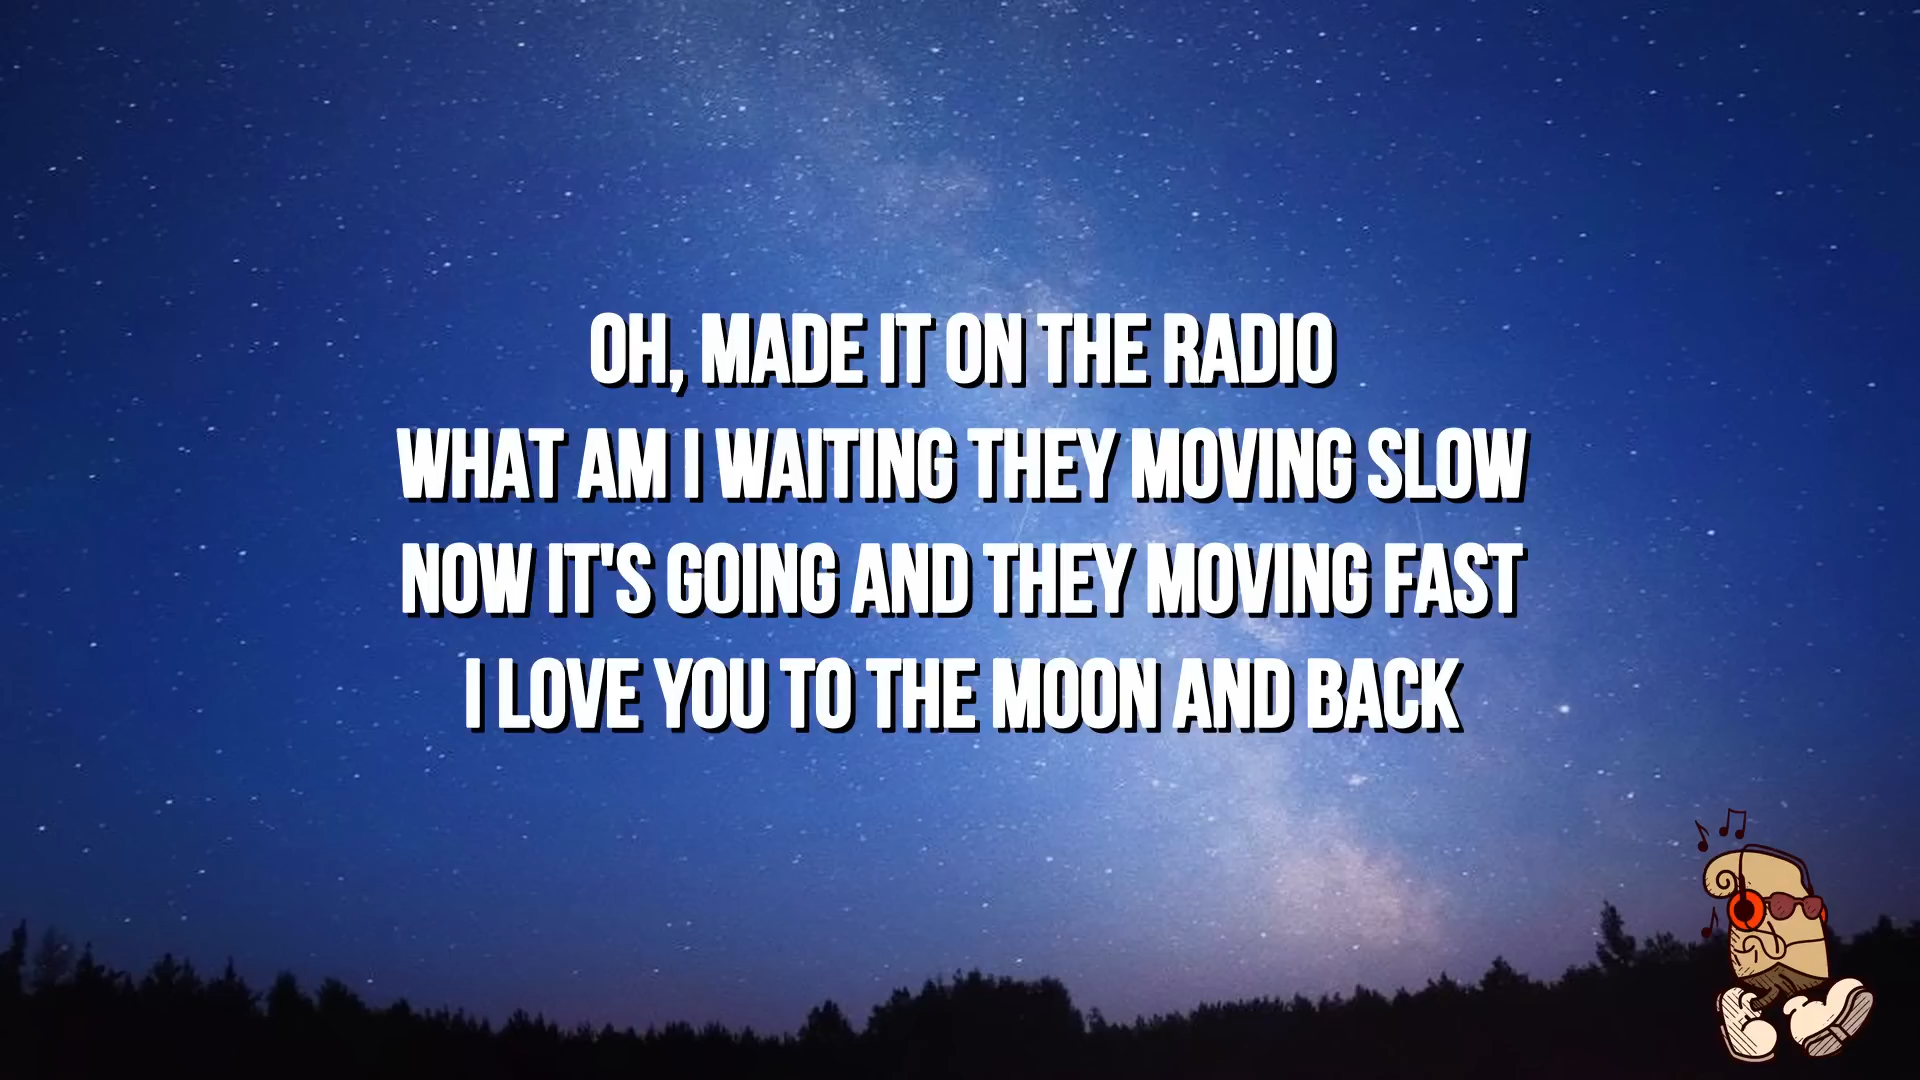 OH, MADE IT ON THE RADIO
WHAT AM I WAITING THEY MOVING SLOW
NOW IT'S GOING AND THEY MOVING FAST
I LOVE YOU TO THE MOON AND BACK